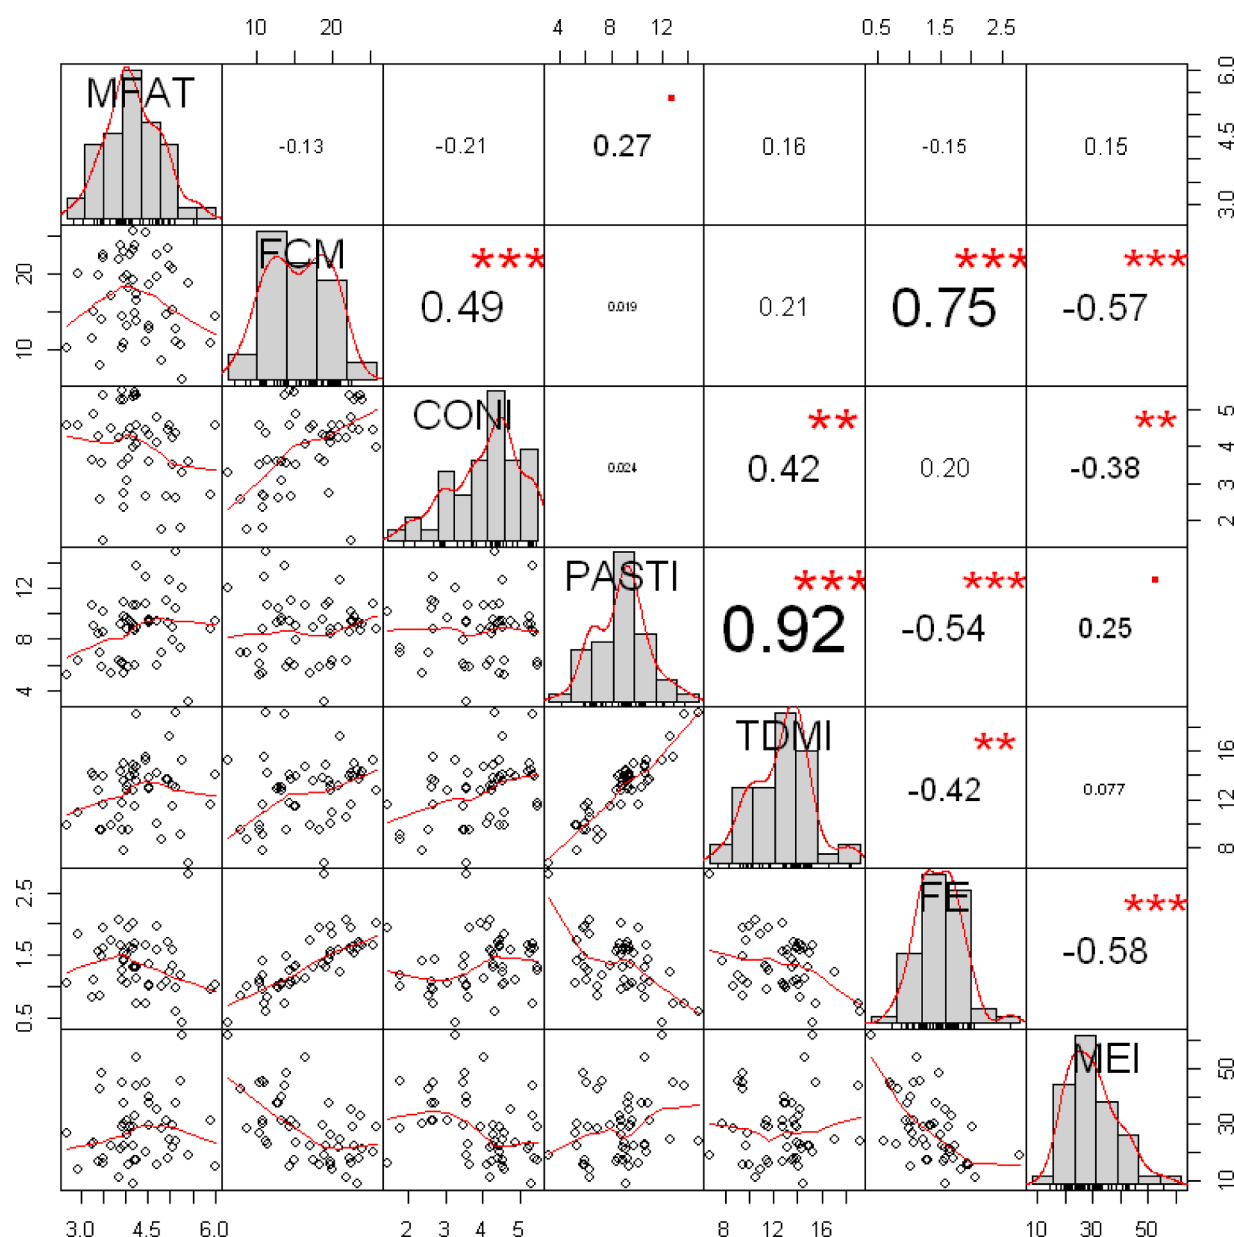 10 20 4 8 12 0.5 1.5 2.5
MFAT -0.13 -0.21 0.27 0.16 -0.15 0.15 3.0 4.5 6.0
10 20 FCM *** 0.49 0.019 0.21 *** 0.75 *** -0.57
CONI 0.024 ** 0.42 0.20 ** -0.38 2 3 4 5
4 8 12 PASTI *** 0.92 *** -0.54 0.25
TDMI ** -0.42 0.077 8 12 16
0.5 1.5 2.5 FE *** -0.58
MEI 10 30 50
3.0 4.5 6.0 2 3 4 5 8 12 16 10 30 50